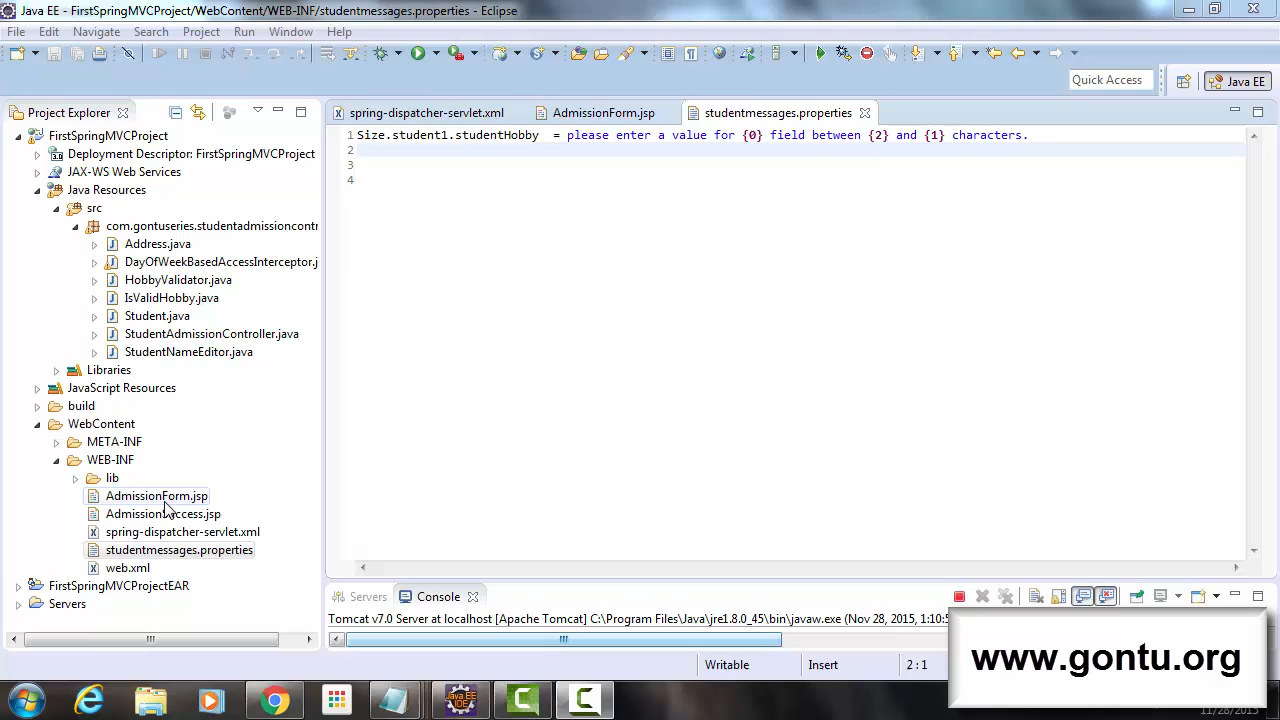 Java EE - FirstSpringMVCProject/WebContent/WEB-INF/studentmessages.properties - Eclipse
File Edit Navigate Search Project Run Window Help
Quick Access
Java EE
Project Explorer
spring-dispatcher-servlet.xml
AdmissionForm.jsp
studentmessages.properties
FirstSpringMVCProject
Deployment Descriptor: FirstSpringMVCProject
JAX-WS Web Services
Java Resources
src
com.gontuseries.studentadmissioncontr
Address.java
DayOfWeekBasedAccessInterceptor.j
HobbyValidator.java
IsValidHobby.java
Student.java
StudentAdmissionController.java
StudentNameEditor.java
Libraries
JavaScript Resources
build
WebContent
META-INF
WEB-INF
lib
AdmissionForm.jsp
spring-dispatcher-servlet.xml
studentmessages.properties
web.xml
FirstSpringMVCProjectEAR
Servers
1 Size.student1.studentHobby = please enter a value for {0} field between {2} and {1} characters.
2
3
4
Servers
Console
Tomcat v7.0 Server at localhost [Apache Tomcat] C:\Program Files\Java\jre1.8.0_45\bin\javaw.exe (Nov 28, 2015, 1:10:5
Writable
Insert
2 : 1
www.gontu.org
11/28/2015